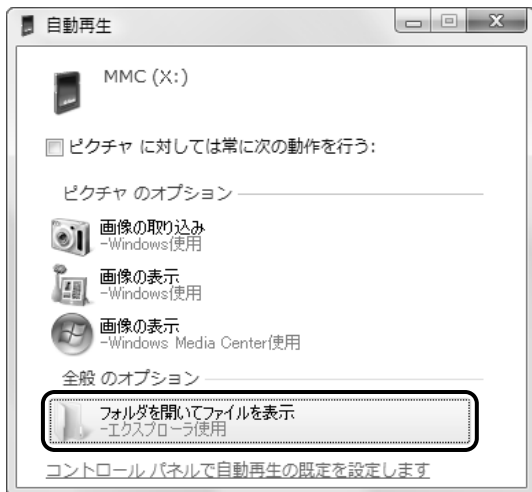 自動再生
MMC (X:)
ピクチャ に対しては常に次の動作を行う:
ピクチャ のオプション
画像の取り込み
-Windows使用
画像の表示
-Windows使用
画像の表示
-Windows Media Center使用
全般 のオプション
フォルダを開いてファイルを表示
-エクスプローラ使用
コントロール パネルで自動再生の既定を設定します